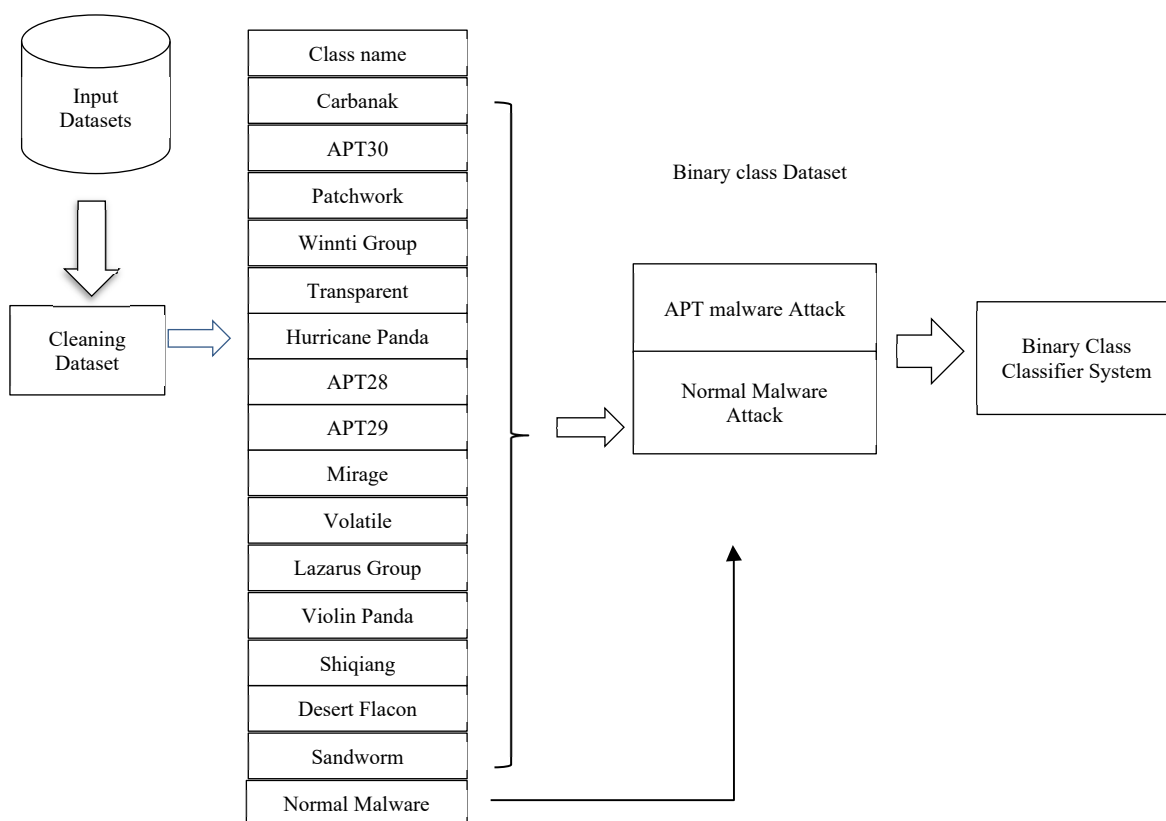 Input
Datasets
Cleaning
Dataset
Class name
Carbanak
APT30
Patchwork
Winnti Group
Transparent
Hurricane Panda
APT28
APT29
Mirage
Volatile
Lazarus Group
Violin Panda
Shiqiang
Desert Flacon
Sandworm
Normal Malware
Binary class Dataset
APT malware Attack
Normal Malware
Attack
Binary Class
Classifier System